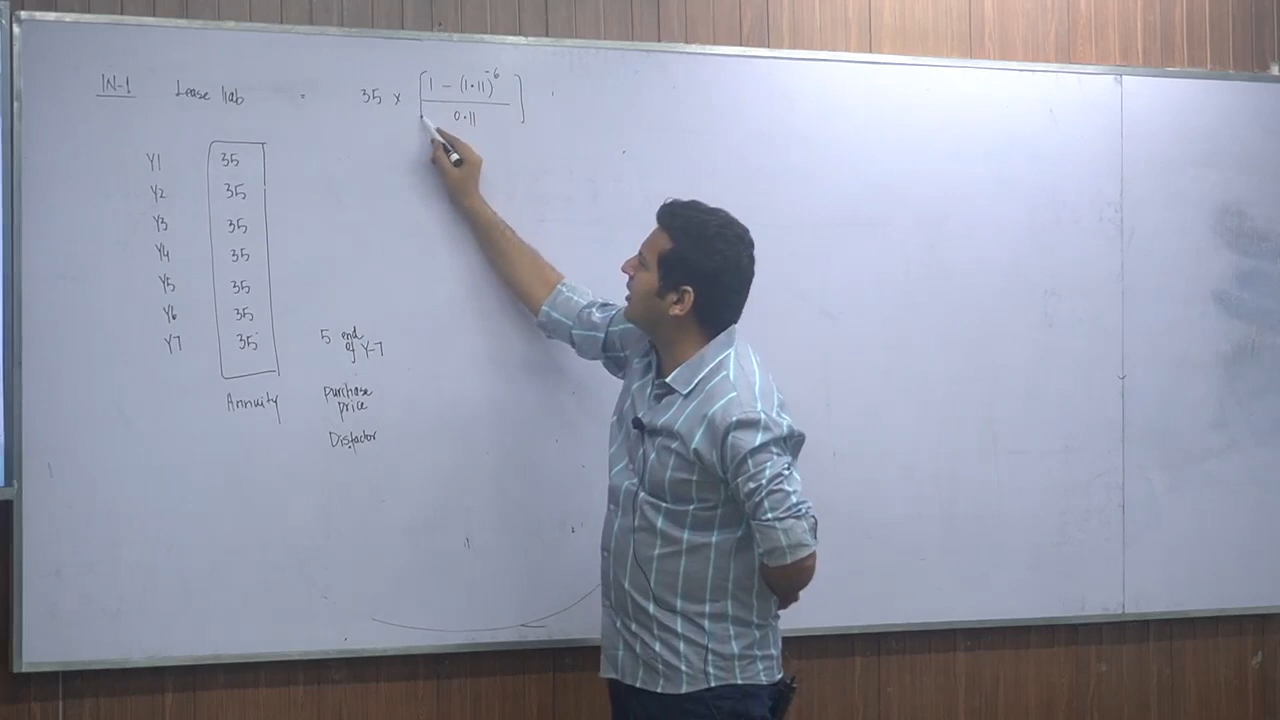 IN-1 Lease liab = 35 × [1 - (1.11)^-6 / 0.11]
Y1 35
Y2 35
Y3 35
Y4 35
Y5 35
Y6 35
Y7 35
Annuity
5 end
of Y-7
purchase
price
Disfactor